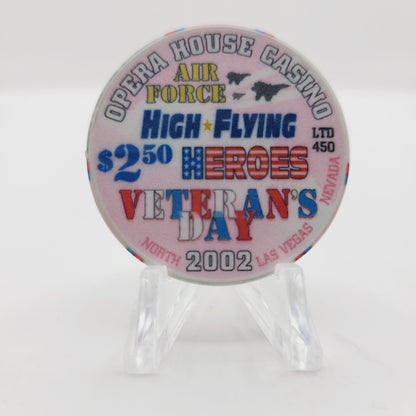 OPERA HOUSE CASINO
AIR
FORCE
HIGH FLYING
LTD
450
$2.50 HEROES
VETERAN'S
DAY
2002
NORTH LAS VEGAS NEVADA